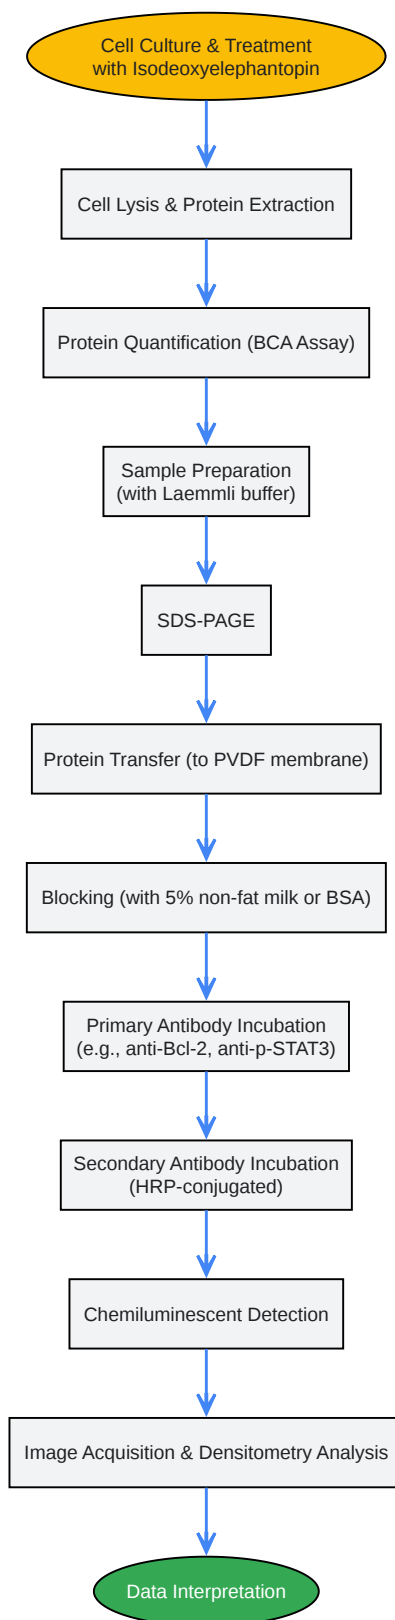 Cell Culture & Treatment
with Isodeoxyelephantopin
Cell Lysis & Protein Extraction
Protein Quantification (BCA Assay)
Sample Preparation
(with Laemmli buffer)
SDS-PAGE
Protein Transfer (to PVDF membrane)
Blocking (with 5% non-fat milk or BSA)
Primary Antibody Incubation
(e.g., anti-Bcl-2, anti-p-STAT3)
Secondary Antibody Incubation
(HRP-conjugated)
Chemiluminescent Detection
Image Acquisition & Densitometry Analysis
Data Interpretation